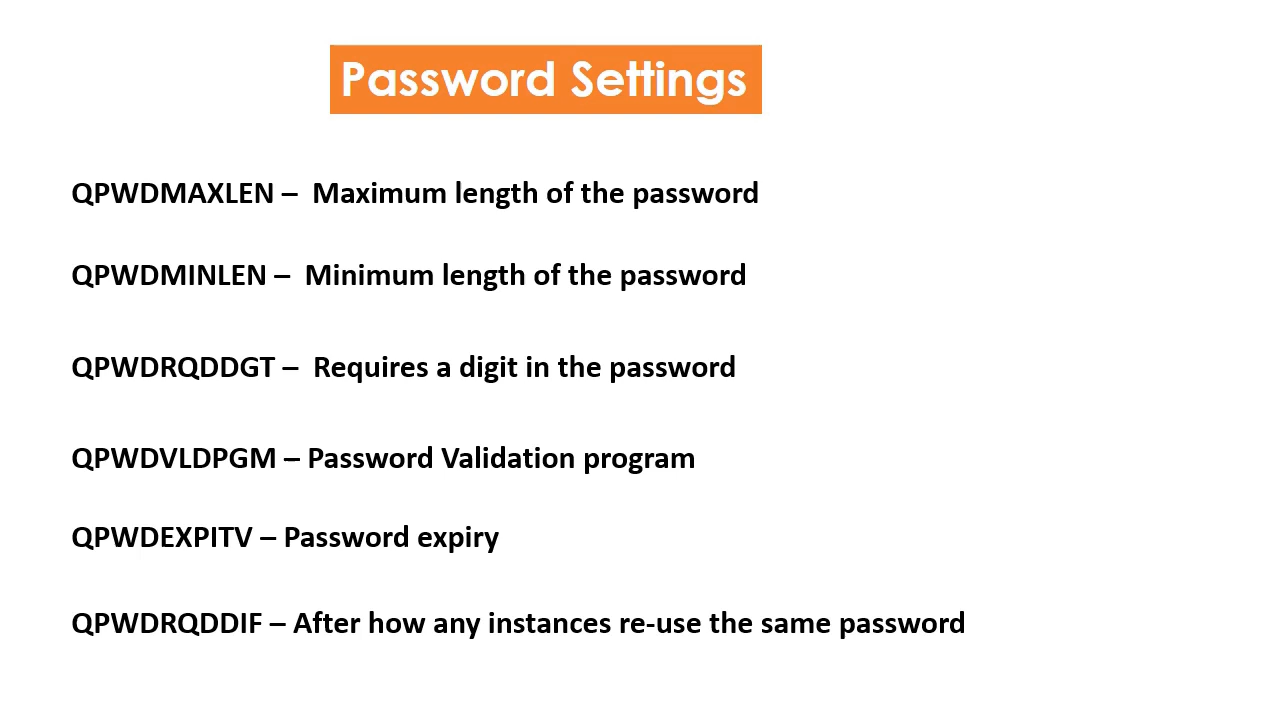 Password Settings
QPWDMAXLEN –  Maximum length of the password
QPWDMINLEN –  Minimum length of the password
QPWDRQDDGT –  Requires a digit in the password
QPWDVLDPGM – Password Validation program
QPWDEXPITV – Password expiry
QPWDRQDDIF – After how any instances re-use the same password